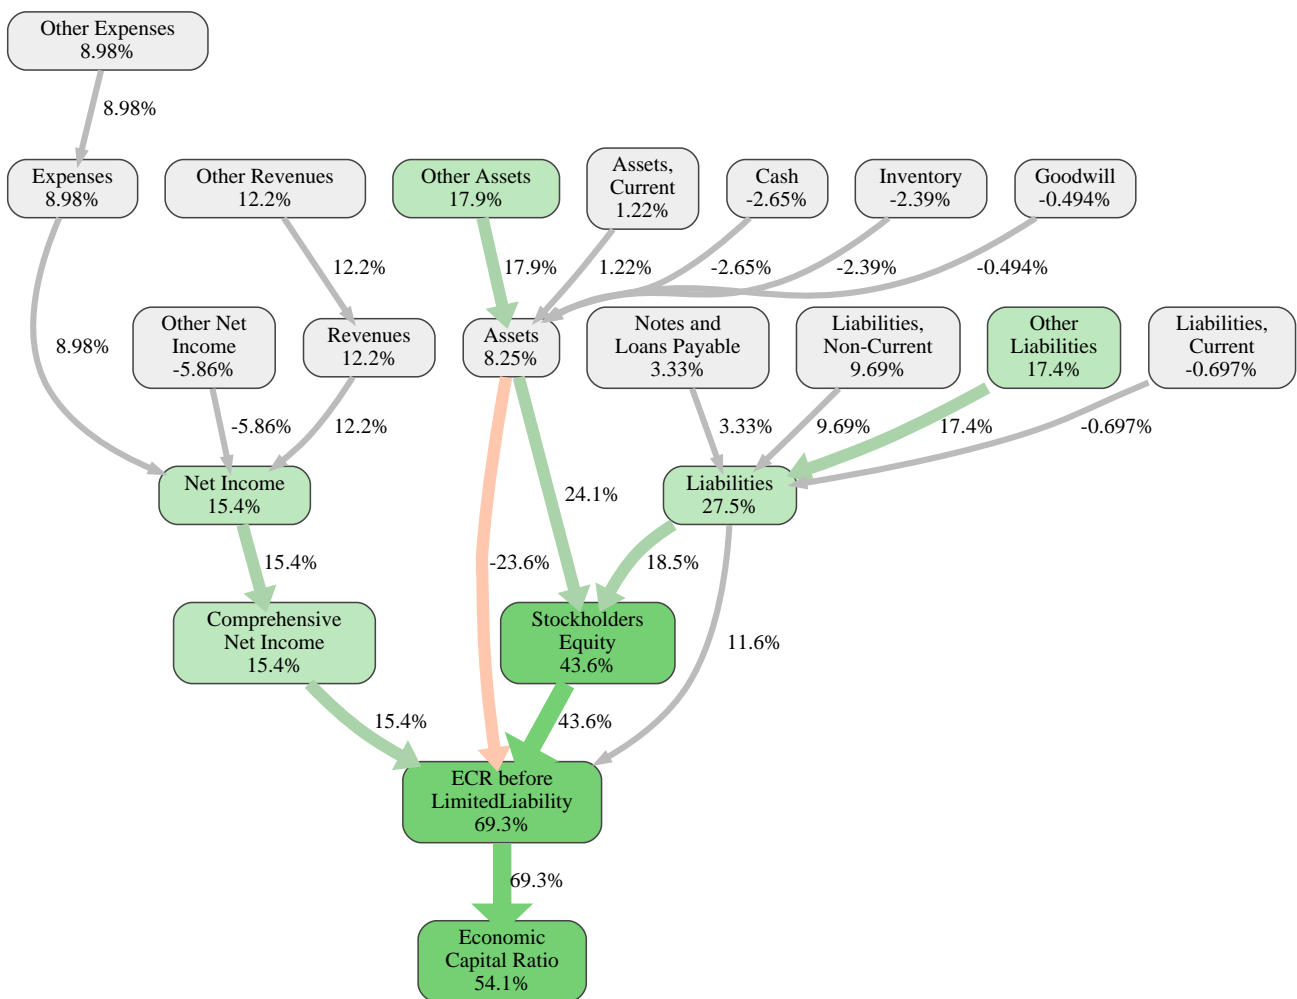 Other Expenses
8.98%
8.98%
Expenses
8.98%
Other Revenues
12.2%
Other Assets
17.9%
Assets,
Current
1.22%
Cash
-2.65%
Inventory
-2.39%
Goodwill
-0.494%
12.2%
17.9%
1.22%
-2.65%
-2.39%
-0.494%
Other Net
Income
-5.86%
Revenues
12.2%
Assets
8.25%
Notes and
Loans Payable
3.33%
Liabilities,
Non-Current
9.69%
Other
Liabilities
17.4%
Liabilities,
Current
-0.697%
8.98%
-5.86%
12.2%
3.33%
9.69%
17.4%
-0.697%
Net Income
15.4%
24.1%
Liabilities
27.5%
15.4%
-23.6%
18.5%
Comprehensive
Net Income
15.4%
Stockholders
Equity
43.6%
11.6%
15.4%
43.6%
ECR before
LimitedLiability
69.3%
69.3%
Economic
Capital Ratio
54.1%